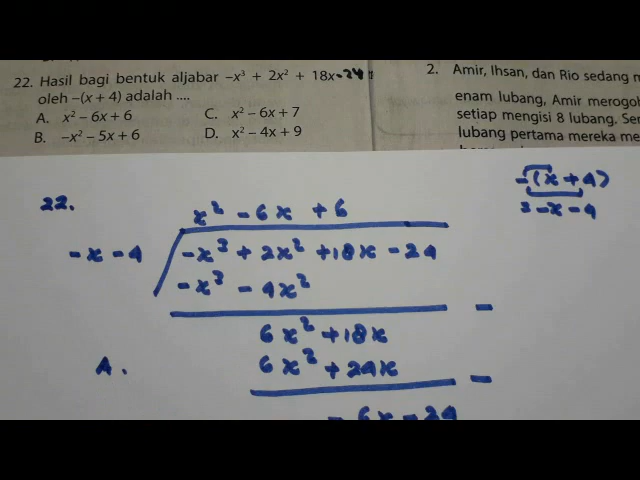 22. Hasil bagi bentuk aljabar –x³ + 2x² + 18x-24
oleh –(x + 4) adalah ....
A. x² – 6x + 6
C. x² – 6x + 7
B. –x² – 5x + 6
D. x² – 4x + 9
2. Amir, Ihsan, dan Rio sedang
enam lubang, Amir
setiap mengisi 8 lubang.
lubang pertama mereka
-(x+4)
-x-4
22.
x² - 6x + 6
-x-4
-x³ + 2x² + 18x - 24
-x³ - 4x²
-
6x² + 18x
A.
6x² + 24x
-
- 6x - 24